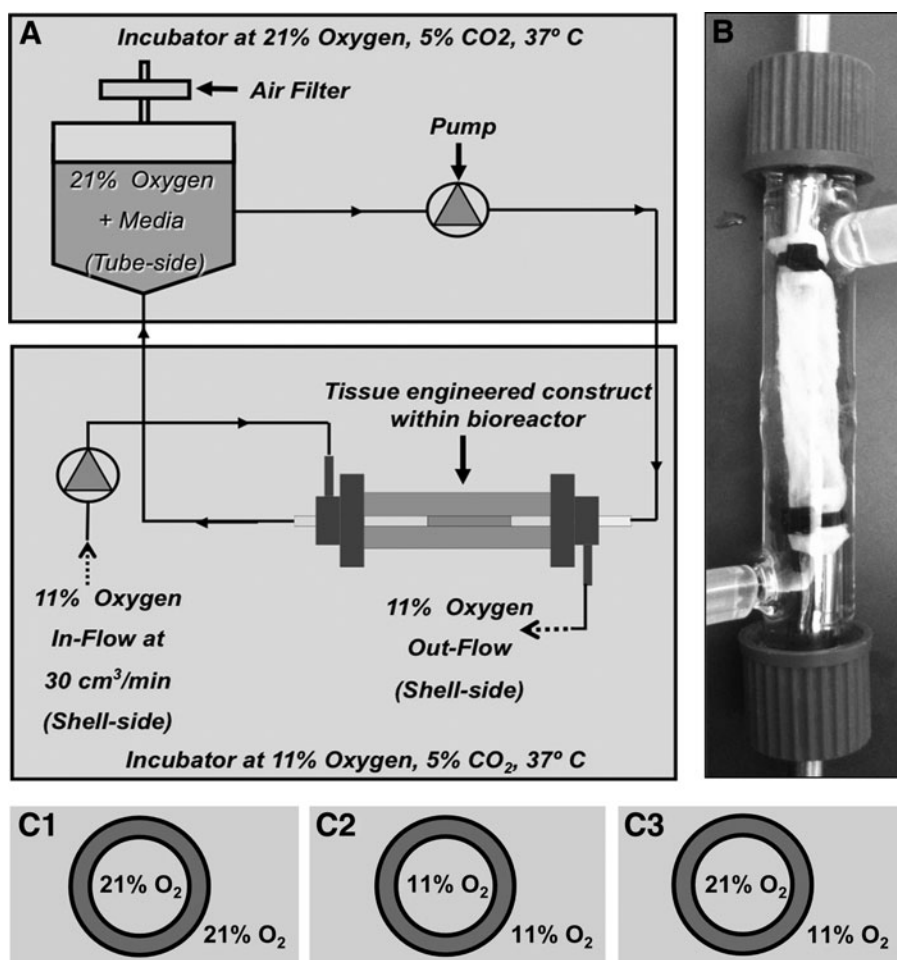 A
Incubator at 21% Oxygen, 5% CO2, 37º C
Air Filter
Pump
21% Oxygen
+ Media
(Tube-side)
Tissue engineered construct
within bioreactor
11% Oxygen
In-Flow at
30 cm³/min
(Shell-side)
11% Oxygen
Out-Flow
(Shell-side)
Incubator at 11% Oxygen, 5% CO₂, 37º C
B
C1
21% O₂
21% O₂
C2
11% O₂
11% O₂
C3
21% O₂
11% O₂